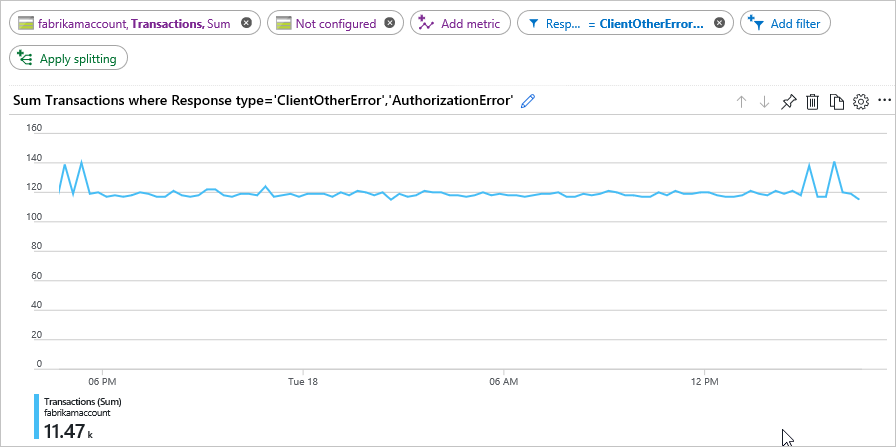 fabrikamaccount, Transactions, Sum
Not configured
Add metric
Resp... = ClientOtherError...
Add filter
Apply splitting
Sum Transactions where Response type='ClientOtherError','AuthorizationError'
160
140
120
100
80
60
40
20
0
06 PM
Tue 18
06 AM
12 PM
Transactions (Sum)
fabrikamaccount
11.47 k